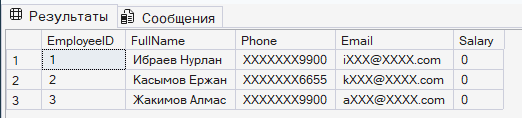 Результаты Сообщения
EmployeeID FullName Phone Email Salary
1 1 Ибраев Нурлан XXXXXXX9900 iXXX@XXXX.com 0
2 2 Касымов Ержан XXXXXXX6655 kXXX@XXXX.com 0
3 3 Жакимов Алмас XXXXXXX9900 aXXX@XXXX.com 0